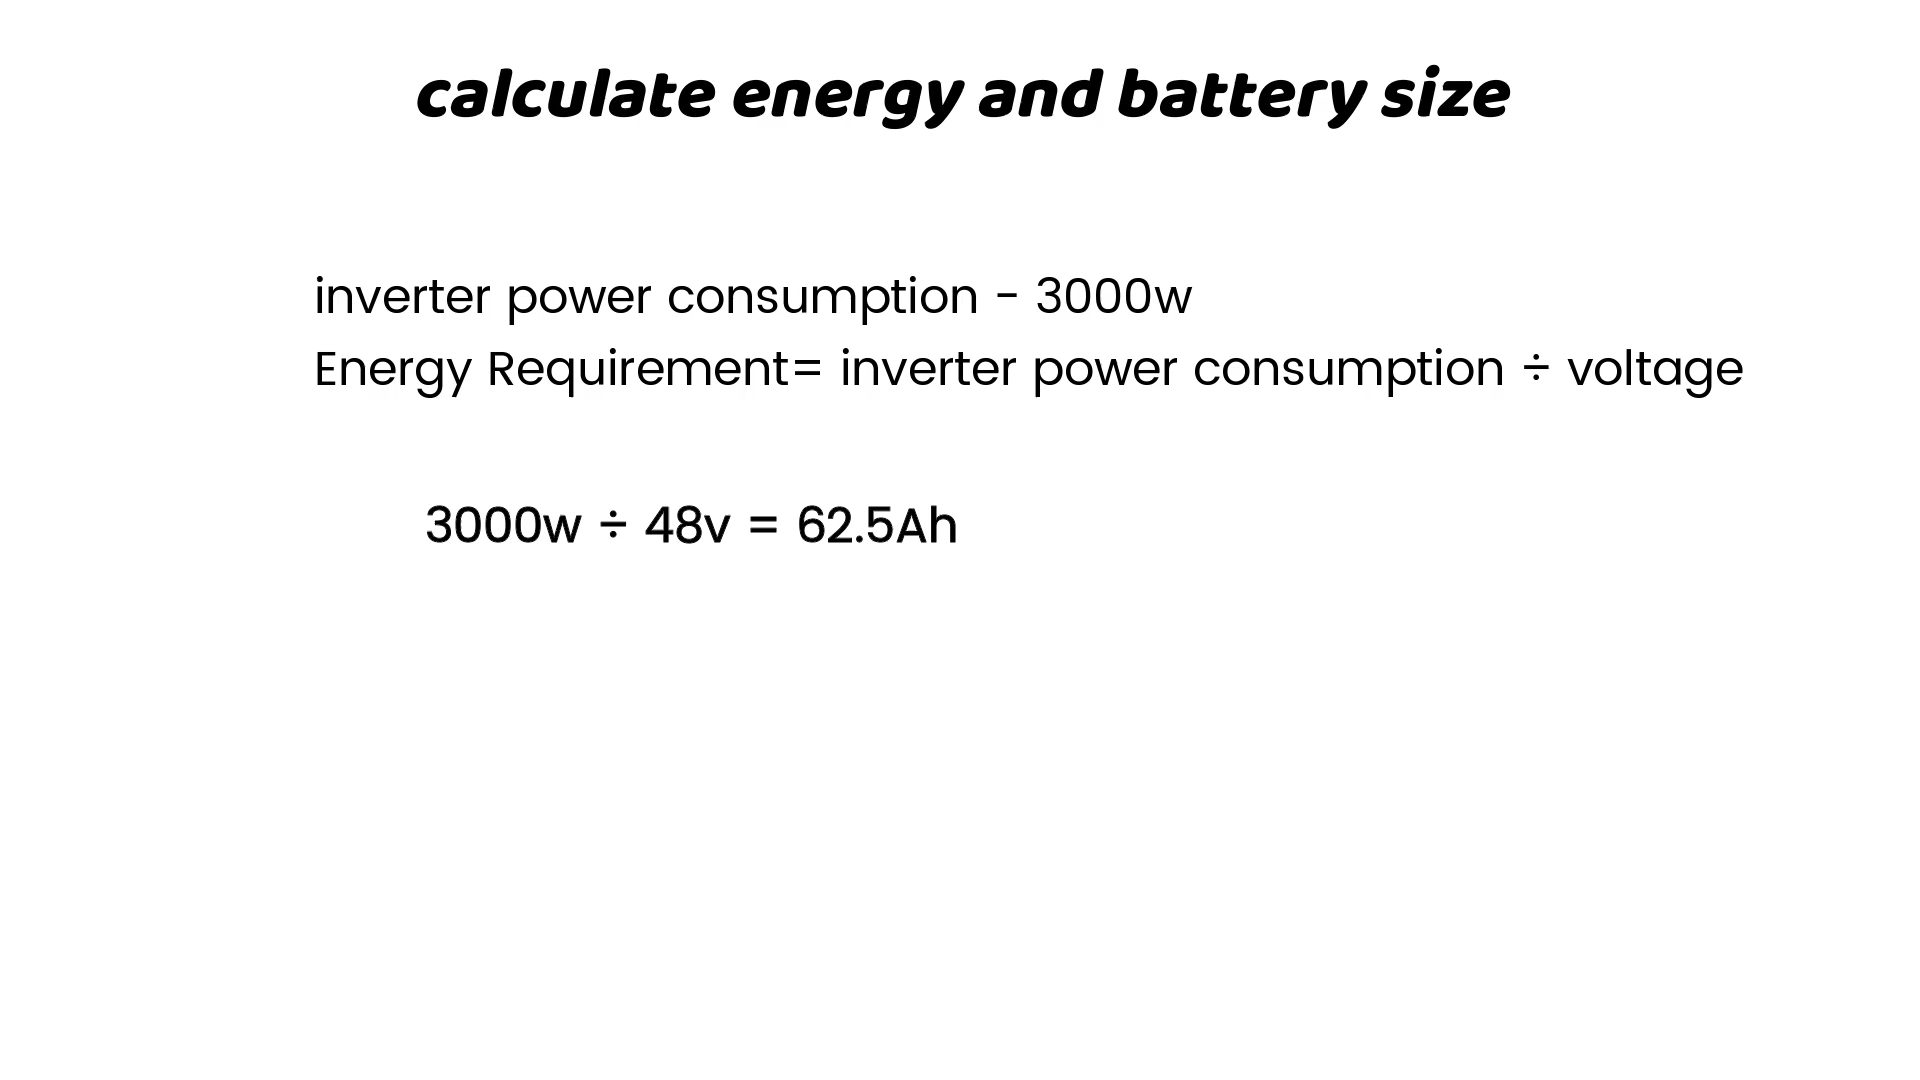 calculate energy and battery size
inverter power consumption - 3000w
Energy Requirement= inverter power consumption ÷ voltage
3000w ÷ 48v = 62.5Ah